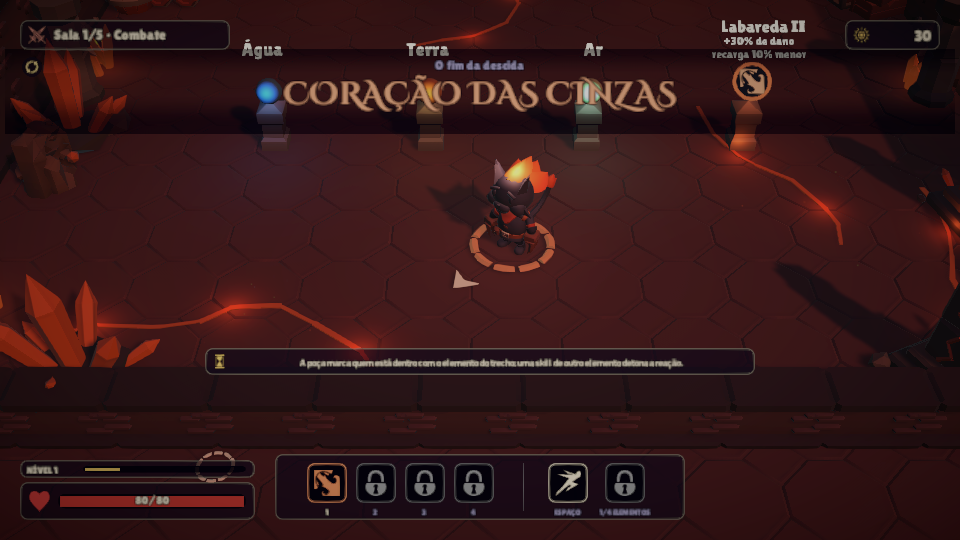 Sala 1/5 - Combate
Água
Terra
Ar
Labareda II
+30% de dano
recarga 10% menor
30
O fim da descida
CORAÇÃO DAS CINZAS
A poça marca quem está dentro com o elemento do trecho; uma skill de outro elemento detona a reação.
NÍVEL 1
80/80
1
2
3
4
ESPAÇO
1/4 ELEMENTOS